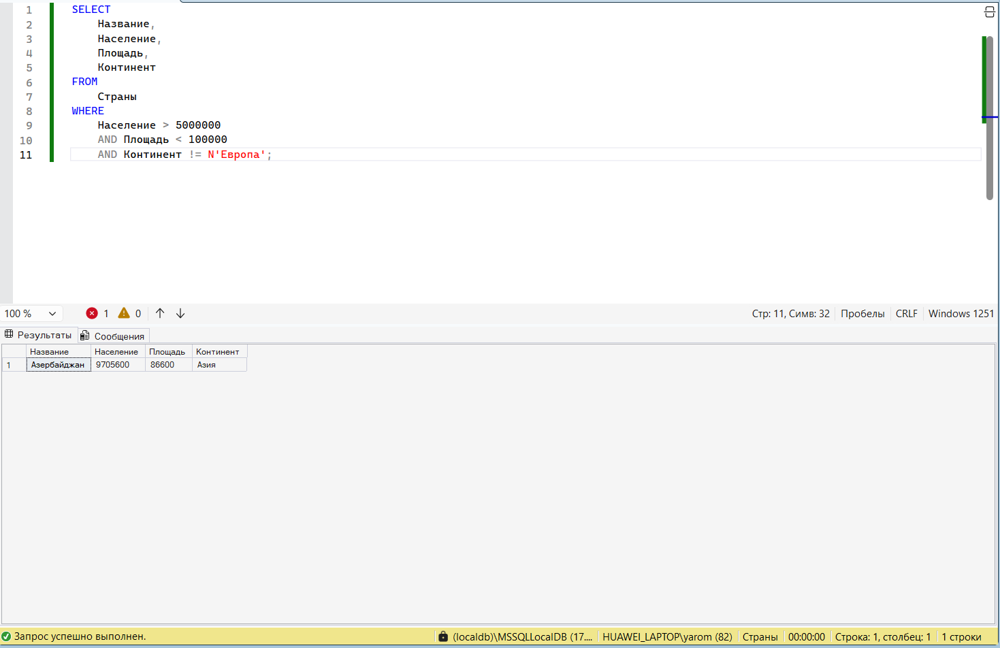 1 SELECT
2 Название,
3 Население,
4 Площадь,
5 Континент
6 FROM
7 Страны
8 WHERE
9 Население > 5000000
10 AND Площадь < 100000
11 AND Континент != N'Европа';
100 % 1 0 Стр: 11, Симв: 32 Пробелы CRLF Windows 1251
Результаты Сообщения
Название Население Площадь Континент
1 Азербайджан 9705600 86600 Азия
Запрос успешно выполнен. (localdb)\MSSQLLocalDB (17.... HUAWEI_LAPTOP\yarom (82) Страны 00:00:00 Строка: 1, столбец: 1 1 строки